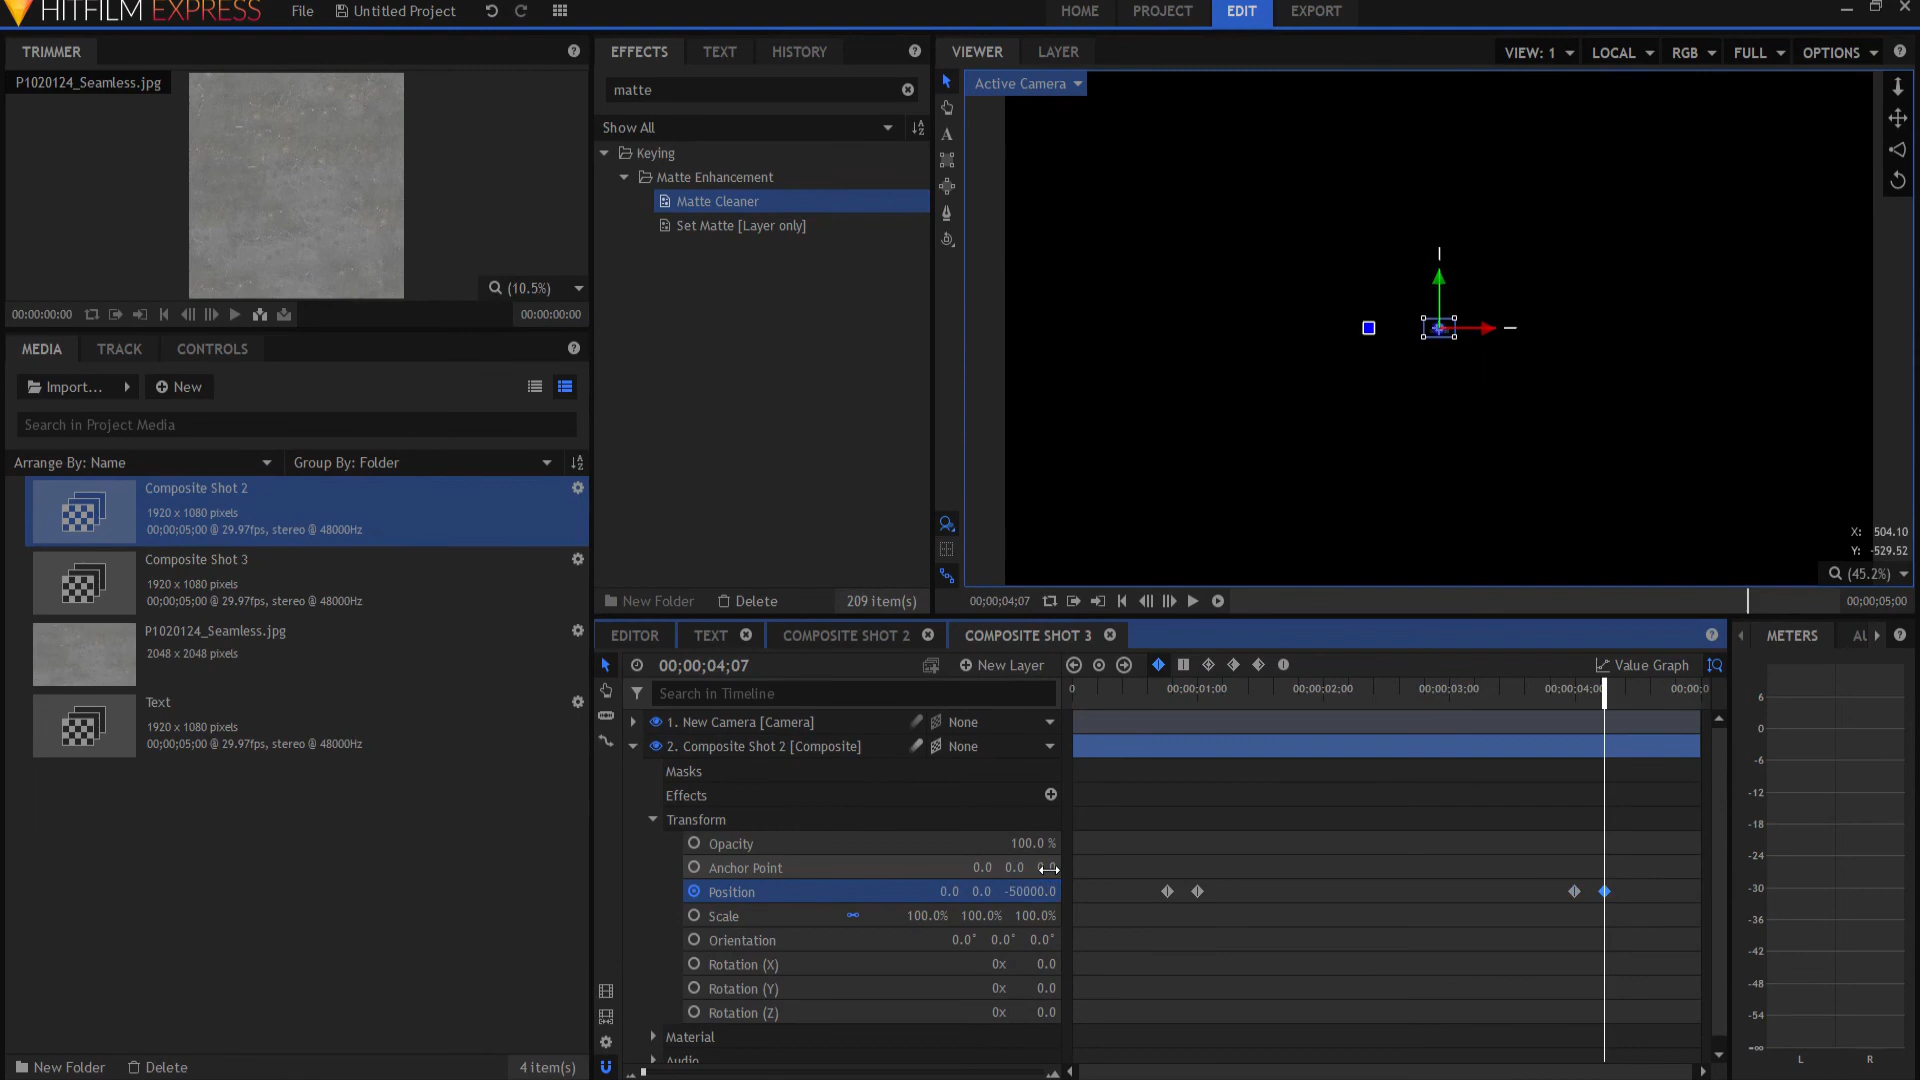 HITFILM EXPRESS
File
Untitled Project
HOME
PROJECT
EDIT
EXPORT
TRIMMER
P1020124_Seamless.jpg
(10.5%)
00:00:00:00
00:00:00:00
EFFECTS
TEXT
HISTORY
matte
Show All
Keying
Matte Enhancement
Matte Cleaner
Set Matte [Layer only]
New Folder
Delete
209 item(s)
VIEWER
LAYER
VIEW: 1
LOCAL
RGB
FULL
OPTIONS
Active Camera
X: 504.10
Y: -529.52
(45.2%)
00;00;04;07
00;00;05;00
MEDIA
TRACK
CONTROLS
Import...
New
Search in Project Media
Arrange By: Name
Group By: Folder
Composite Shot 2
1920 x 1080 pixels
00;00;05;00 @ 29.97fps, stereo @ 48000Hz
Composite Shot 3
1920 x 1080 pixels
00;00;05;00 @ 29.97fps, stereo @ 48000Hz
P1020124_Seamless.jpg
2048 x 2048 pixels
Text
1920 x 1080 pixels
00;00;05;00 @ 29.97fps, stereo @ 48000Hz
New Folder
Delete
4 item(s)
EDITOR
TEXT
COMPOSITE SHOT 2
COMPOSITE SHOT 3
00;00;04;07
New Layer
Value Graph
Search in Timeline
0
00;00;01;00
00;00;02;00
00;00;03;00
00;00;04;00
00;00;0
1. New Camera [Camera]
None
2. Composite Shot 2 [Composite]
None
Masks
Effects
Transform
Opacity
100.0 %
Anchor Point
0.0 0.0 0.0
Position
0.0 0.0 -50000.0
Scale
100.0% 100.0% 100.0%
Orientation
0.0° 0.0° 0.0°
Rotation (X)
0x 0.0
Rotation (Y)
0x 0.0
Rotation (Z)
0x 0.0
Material
Audio
METERS
6
0
-6
-12
-18
-24
-30
-36
-42
-48
-54
-∞
L
R